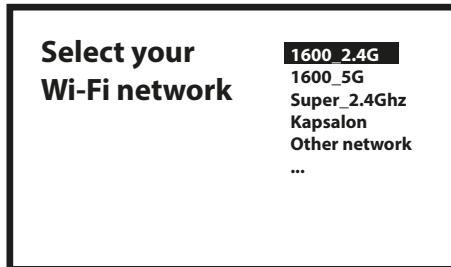 Select your
Wi-Fi network
1600_2.4G
1600_5G
Super_2.4Ghz
Kapsalon
Other network
...